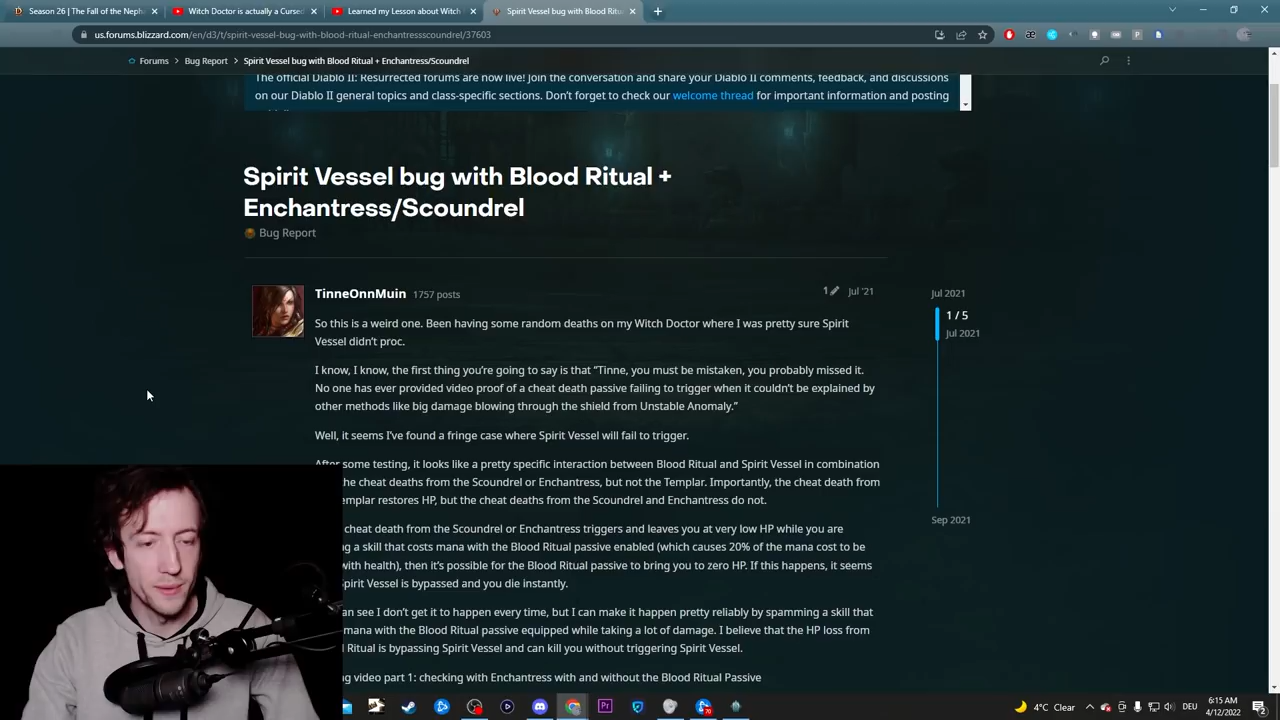 Season 26 | The Fall of the Neph
Witch Doctor is actually a Cursed
Learned my Lesson about Witch
Spirit Vessel bug with Blood Ritu
us.forums.blizzard.com/en/d3/t/spirit-vessel-bug-with-blood-ritual-enchantressscoundrel/37603
Forums > Bug Report > Spirit Vessel bug with Blood Ritual + Enchantress/Scoundrel
The official Diablo II: Resurrected forums are now live! Join the conversation and share your Diablo II comments, feedback, and discussions
on our Diablo II general topics and class-specific sections. Don't forget to check our welcome thread for important information and posting
Spirit Vessel bug with Blood Ritual +
Enchantress/Scoundrel
Bug Report
TinneOnnMuin 1757 posts
1 Jul '21
So this is a weird one. Been having some random deaths on my Witch Doctor where I was pretty sure Spirit
Vessel didn't proc.
I know, I know, the first thing you're going to say is that “Tinne, you must be mistaken, you probably missed it.
No one has ever provided video proof of a cheat death passive failing to trigger when it couldn't be explained by
other methods like big damage blowing through the shield from Unstable Anomaly.”
Well, it seems I've found a fringe case where Spirit Vessel will fail to trigger.
After some testing, it looks like a pretty specific interaction between Blood Ritual and Spirit Vessel in combination
the cheat deaths from the Scoundrel or Enchantress, but not the Templar. Importantly, the cheat death from
emplar restores HP, but the cheat deaths from the Scoundrel and Enchantress do not.
cheat death from the Scoundrel or Enchantress triggers and leaves you at very low HP while you are
g a skill that costs mana with the Blood Ritual passive enabled (which causes 20% of the mana cost to be
with health), then it's possible for the Blood Ritual passive to bring you to zero HP. If this happens, it seems
Spirit Vessel is bypassed and you die instantly.
an see I don't get it to happen every time, but I can make it happen pretty reliably by spamming a skill that
mana with the Blood Ritual passive equipped while taking a lot of damage. I believe that the HP loss from
Ritual is bypassing Spirit Vessel and can kill you without triggering Spirit Vessel.
ng video part 1: checking with Enchantress with and without the Blood Ritual Passive
Jul 2021
1 / 5
Jul 2021
Sep 2021
4°C Clear
DEU
6:15 AM
4/12/2022